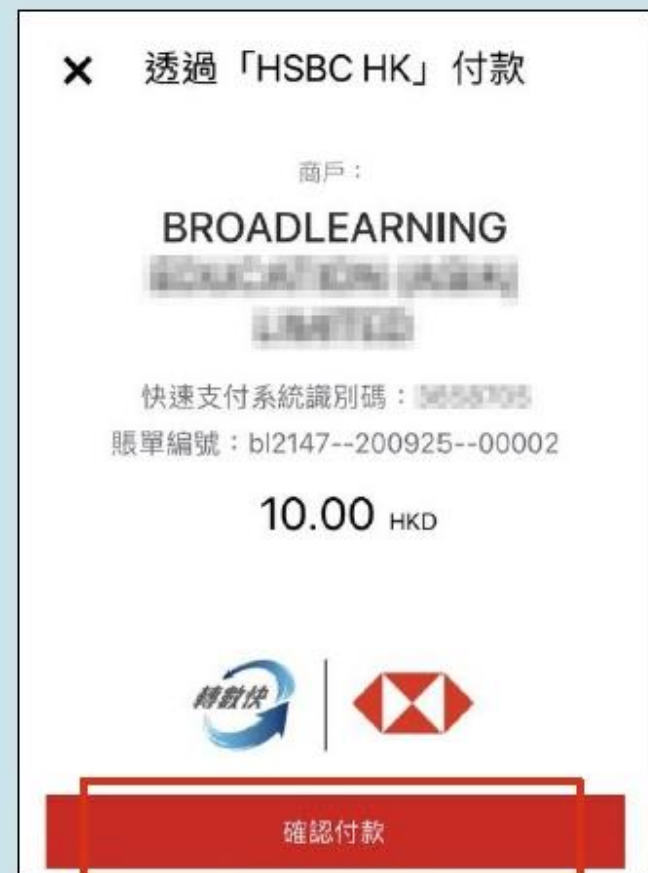 透過「HSBC HK」付款
商戶：
BROADLEARNING
快速支付系統識別碼：
賬單編號：bl2147--200925--00002
10.00 HKD
轉數快
確認付款